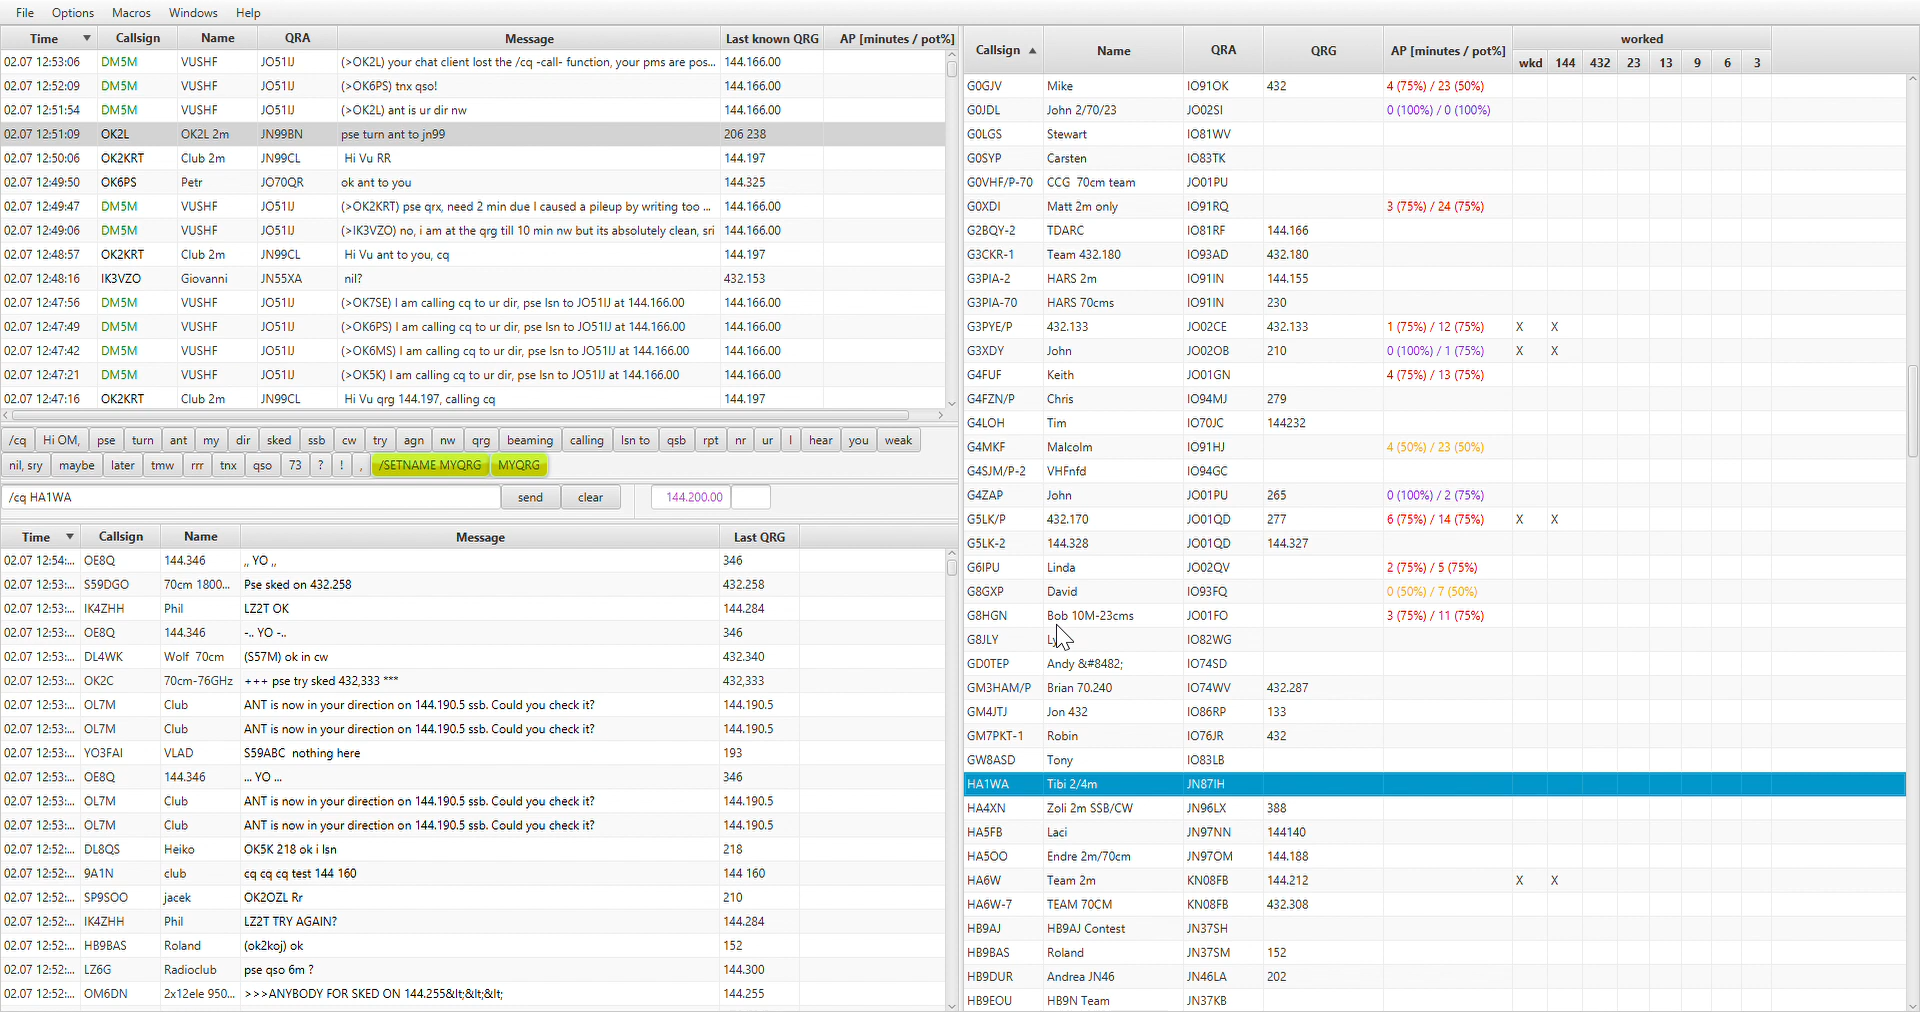 File Options Macros Windows Help
Time Callsign Name QRA Message Last known QRG AP [minutes / pot%]
02.07 12:53:06 DM5M VUSHF JO51IJ (>OK2L) your chat client lost the /cq -call- function, your pms are pos... 144.166.00
02.07 12:52:09 DM5M VUSHF JO51IJ (>OK6PS) tnx qso! 144.166.00
02.07 12:51:54 DM5M VUSHF JO51IJ (>OK2L) ant is ur dir nw 144.166.00
02.07 12:51:09 OK2L OK2L 2m JN99BN pse turn ant to jn99 206 238
02.07 12:50:06 OK2KRT Club 2m JN99CL Hi Vu RR 144.197
02.07 12:49:50 OK6PS Petr JO70QR ok ant to you 144.325
02.07 12:49:47 DM5M VUSHF JO51IJ (>OK2KRT) pse qrx, need 2 min due I caused a pileup by writing too ... 144.166.00
02.07 12:49:06 DM5M VUSHF JO51IJ (>IK3VZO) no, i am at the qrg till 10 min nw but its absolutely clean, sri 144.166.00
02.07 12:48:57 OK2KRT Club 2m JN99CL Hi Vu ant to you, cq 144.197
02.07 12:48:16 IK3VZO Giovanni JN55XA nil? 432.153
02.07 12:47:56 DM5M VUSHF JO51IJ (>OK7SE) I am calling cq to ur dir, pse lsn to JO51IJ at 144.166.00 144.166.00
02.07 12:47:49 DM5M VUSHF JO51IJ (>OK6PS) I am calling cq to ur dir, pse lsn to JO51IJ at 144.166.00 144.166.00
02.07 12:47:42 DM5M VUSHF JO51IJ (>OK6MS) I am calling cq to ur dir, pse lsn to JO51IJ at 144.166.00 144.166.00
02.07 12:47:21 DM5M VUSHF JO51IJ (>OK5K) I am calling cq to ur dir, pse lsn to JO51IJ at 144.166.00 144.166.00
02.07 12:47:16 OK2KRT Club 2m JN99CL Hi Vu qrg 144.197, calling cq 144.197
/cq Hi OM, pse turn ant my dir sked ssb cw try agn nw qrg beaming calling lsn to qsb rpt nr ur I hear you weak
nil, sry maybe later tmw rrr tnx qso 73 ? ! , /SETNAME MYQRG MYQRG
/cq HA1WA send clear 144.200.00
Time Callsign Name Message Last QRG
02.07 12:54:... OE8Q 144.346 ,, YO ,, 346
02.07 12:53:... S59DGO 70cm 1800... Pse sked on 432.258 432.258
02.07 12:53:... IK4ZHH Phil LZ2T OK 144.284
02.07 12:53:... OE8Q 144.346 -.. YO -.. 346
02.07 12:53:... DL4WK Wolf 70cm (S57M) ok in cw 432.340
02.07 12:53:... OK2C 70cm-76GHz +++ pse try sked 432,333 *** 432,333
02.07 12:53:... OL7M Club ANT is now in your direction on 144.190.5 ssb. Could you check it? 144.190.5
02.07 12:53:... OL7M Club ANT is now in your direction on 144.190.5 ssb. Could you check it? 144.190.5
02.07 12:53:... YO3FAI VLAD S59ABC nothing here 193
02.07 12:53:... OE8Q 144.346 ... YO ... 346
02.07 12:53:... OL7M Club ANT is now in your direction on 144.190.5 ssb. Could you check it? 144.190.5
02.07 12:53:... OL7M Club ANT is now in your direction on 144.190.5 ssb. Could you check it? 144.190.5
02.07 12:52:... DL8QS Heiko OK5K 218 ok i lsn 218
02.07 12:52:... 9A1N club cq cq cq test 144 160 144 160
02.07 12:52:... SP9SOO jacek OK2OZL Rr 210
02.07 12:52:... IK4ZHH Phil LZ2T TRY AGAIN? 144.284
02.07 12:52:... HB9BAS Roland (ok2koj) ok 152
02.07 12:52:... LZ6G Radioclub pse qso 6m ? 144.300
02.07 12:52:... OM6DN 2x12ele 950... >>>ANYBODY FOR SKED ON 144.255&lt;&lt;&lt; 144.255
Callsign Name QRA QRG AP [minutes / pot%] worked
wkd 144 432 23 13 9 6 3
G0GJV Mike IO91OK 432 4 (75%) / 23 (50%)
G0JDL John 2/70/23 JO02SI 0 (100%) / 0 (100%)
G0LGS Stewart IO81WV
G0SYP Carsten IO83TK
G0VHF/P-70 CCG 70cm team JO01PU
G0XDI Matt 2m only IO91RQ 3 (75%) / 24 (75%)
G2BQY-2 TDARC IO81RF 144.166
G3CKR-1 Team 432.180 IO93AD 432.180
G3PIA-2 HARS 2m IO91IN 144.155
G3PIA-70 HARS 70cms IO91IN 230
G3PYE/P 432.133 JO02CE 432.133 1 (75%) / 12 (75%) X X
G3XDY John JO02OB 210 0 (100%) / 1 (75%) X X
G4FUF Keith JO01GN 4 (75%) / 13 (75%)
G4FZN/P Chris IO94MJ 279
G4LOH Tim IO70JC 144232
G4MKF Malcolm IO91HJ 4 (50%) / 23 (50%)
G4SJM/P-2 VHFnfd IO94GC
G4ZAP John JO01PU 265 0 (100%) / 2 (75%)
G5LK/P 432.170 JO01QD 277 6 (75%) / 14 (75%) X X
G5LK-2 144.328 JO01QD 144.327
G6IPU Linda JO02QV 2 (75%) / 5 (75%)
G8GXP David IO93FQ 0 (50%) / 7 (50%)
G8HGN Bob 10M-23cms JO01FO 3 (75%) / 11 (75%)
G8JLY IO82WG
GD0TEP Andy &#8482; IO74SD
GM3HAM/P Brian 70.240 IO74WV 432.287
GM4JTJ Jon 432 IO86RP 133
GM7PKT-1 Robin IO76JR 432
GW8ASD Tony IO83LB
HA1WA Tibi 2/4m JN87IH
HA4XN Zoli 2m SSB/CW JN96LX 388
HA5FB Laci JN97NN 144140
HA5OO Endre 2m/70cm JN97OM 144.188
HA6W Team 2m KN08FB 144.212 X X
HA6W-7 TEAM 70CM KN08FB 432.308
HB9AJ HB9AJ Contest JN37SH
HB9BAS Roland JN37SM 152
HB9DUR Andrea JN46 JN46LA 202
HB9EOU HB9N Team JN37KB